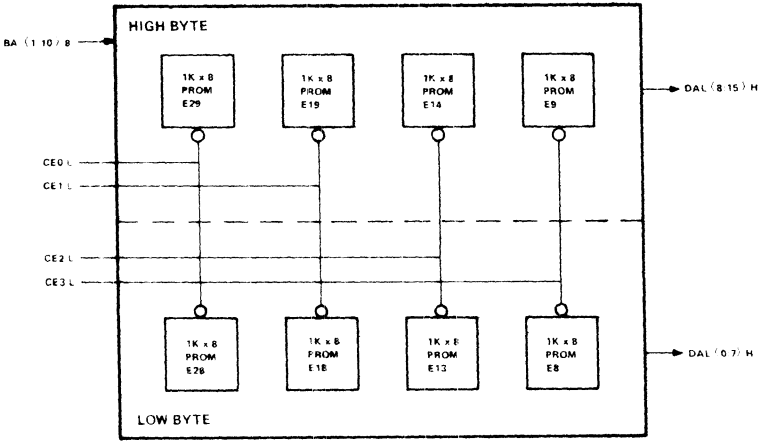 HIGH BYTE
BA (1:10) B
1K x 8
PROM
E29
1K x 8
PROM
E19
1K x 8
PROM
E14
1K x 8
PROM
E9
DAL (8:15) H
CE0 L
CE1 L
CE2 L
CE3 L
1K x 8
PROM
E28
1K x 8
PROM
E18
1K x 8
PROM
E13
1K x 8
PROM
E8
DAL (0:7) H
LOW BYTE